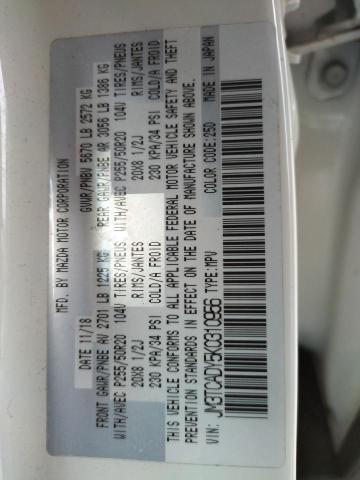 MFD. BY MAZDA MOTOR CORPORATION
DATE 11/18 GVWR/PNBV 5670 LB 2572 KG
FRONT GAWR/PNBE AV 2701 LB 1225 KG REAR GAWR/PNBE AR 3056 LB 1386 KG
WITH/AVEC P255/50R20 104V TIRES/PNEUS WITH/AVEC P255/50R20 104V TIRES/PNEUS
20X8 1/2J RIMS/JANTES 20X8 1/2J RIMS/JANTES
230 KPA/34 PSI COLD/A FROID 230 KPA/34 PSI COLD/A FROID
THIS VEHICLE CONFORMS TO ALL APPLICABLE FEDERAL MOTOR VEHICLE SAFETY AND THEFT
PREVENTION STANDARDS IN EFFECT ON THE DATE OF MANUFACTURE SHOWN ABOVE.
VIN: JM3TCADY5K0310966 TYPE: MPV COLOR CODE: 25D MADE IN JAPAN